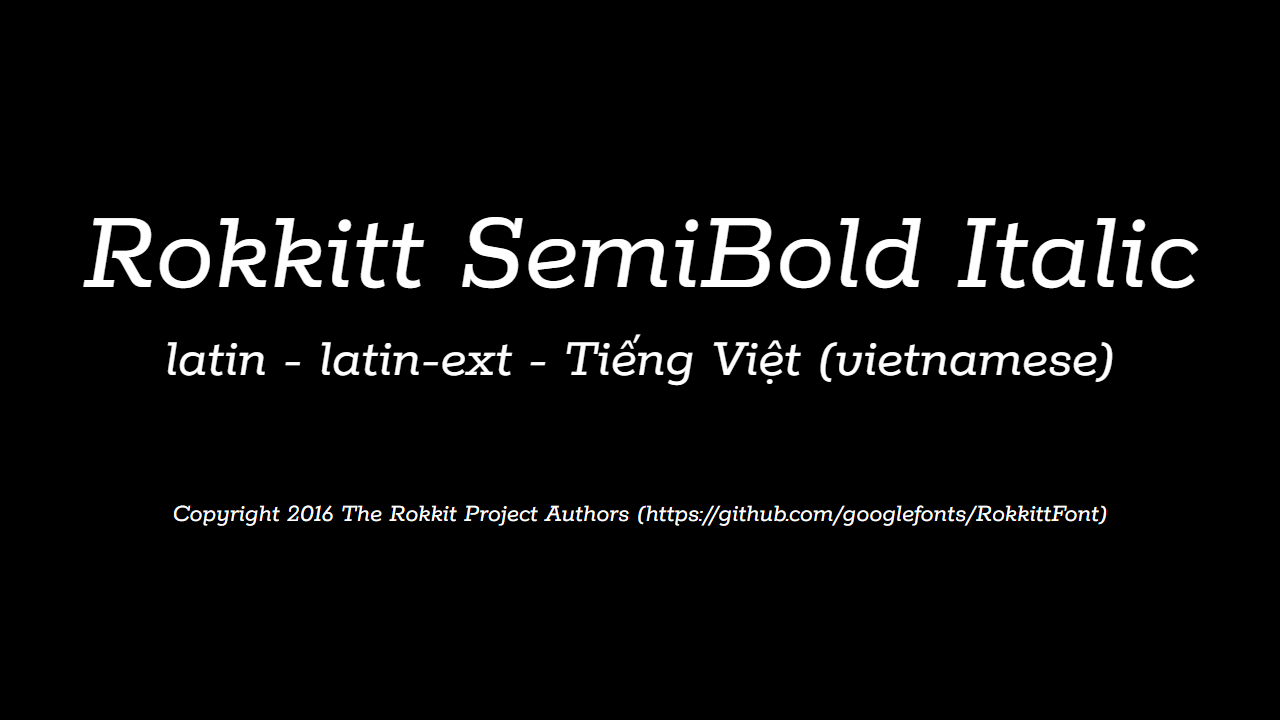 Rokkitt SemiBold Italic
latin - latin-ext - Tiếng Việt (vietnamese)
Copyright 2016 The Rokkit Project Authors (https://github.com/googlefonts/RokkittFont)